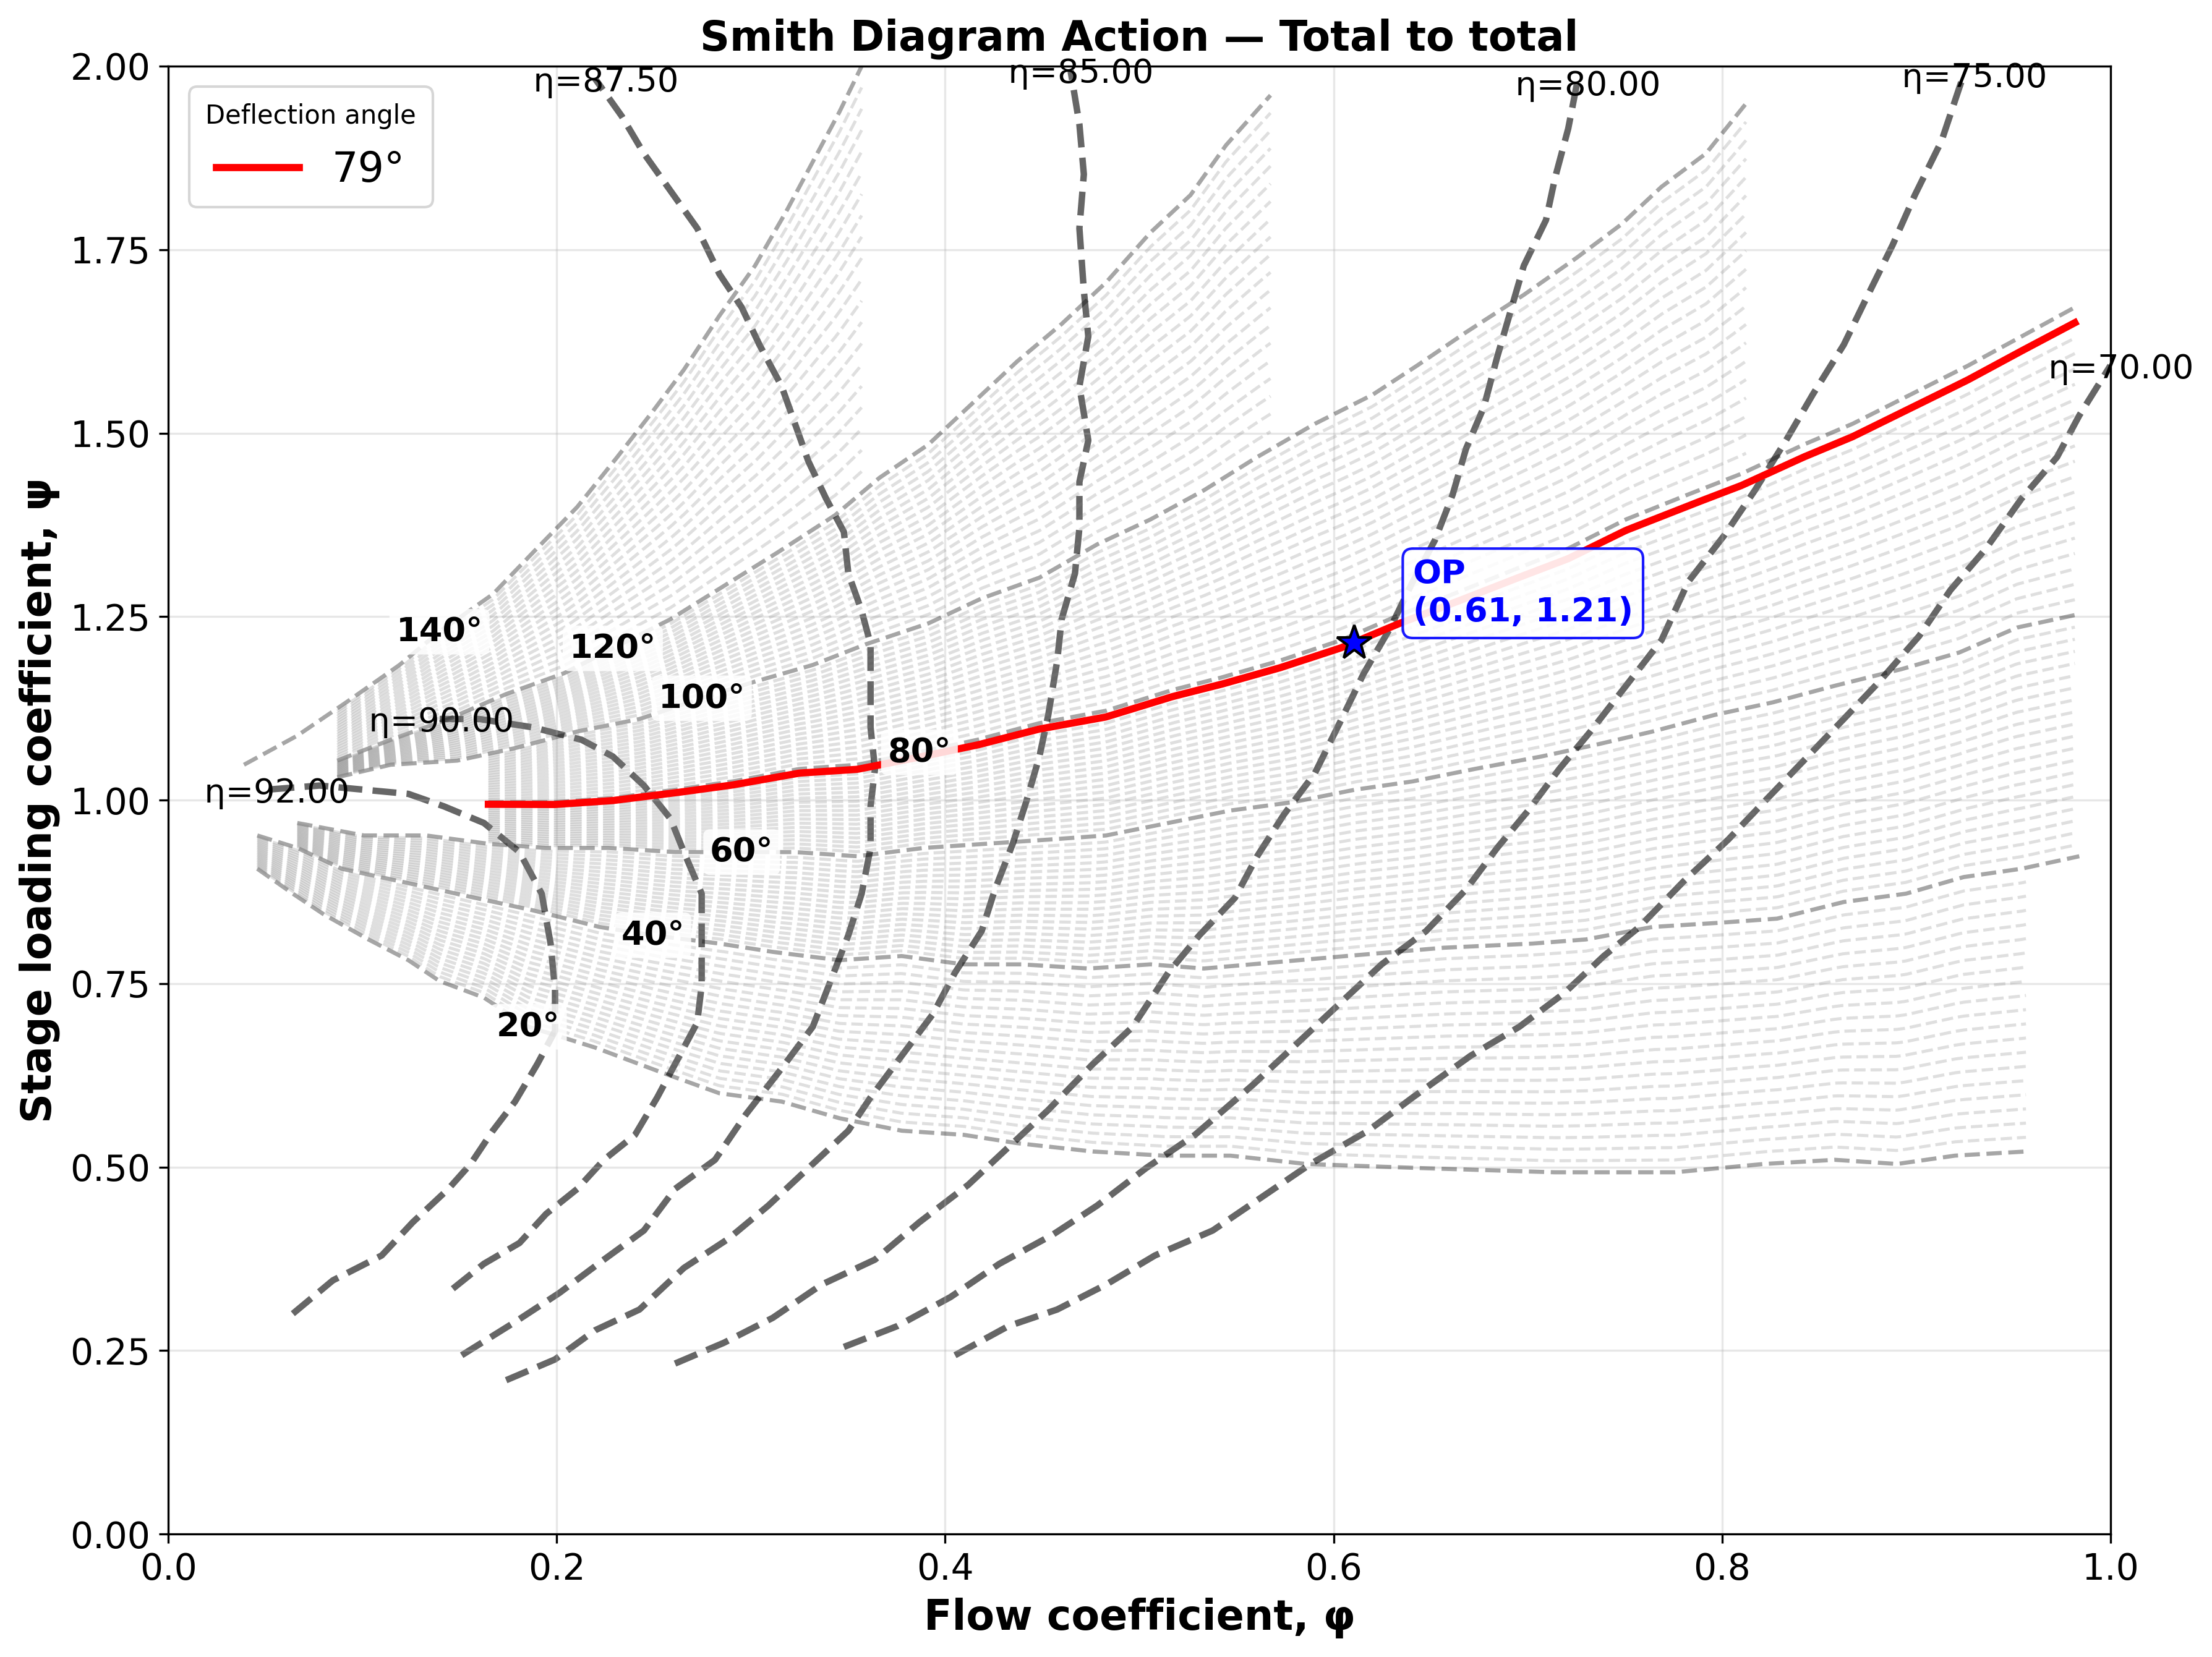 Smith Diagram Action — Total to total
η=87.50
η=85.00
η=80.00
η=75.00
η=70.00
η=90.00
η=92.00
Deflection angle
79°
OP
(0.61, 1.21)
140°
120°
100°
80°
60°
40°
20°
2.00
1.75
1.50
1.25
1.00
0.75
0.50
0.25
0.00
0.0 0.2 0.4 0.6 0.8 1.0
Stage loading coefficient, ψ
Flow coefficient, φ